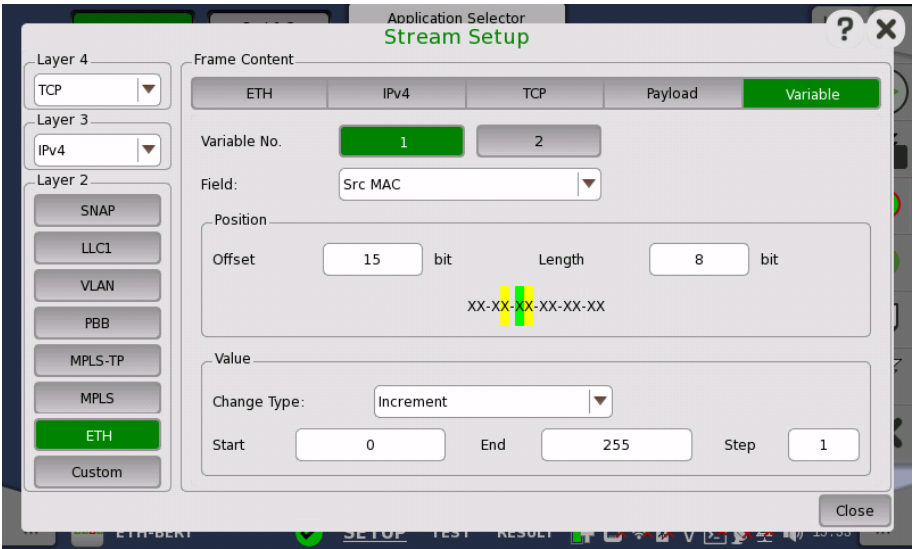 Application Selector
Stream Setup
?
Layer 4
TCP
Layer 3
IPv4
Layer 2
SNAP
LLC1
VLAN
PBB
MPLS-TP
MPLS
ETH
Custom
Frame Content
ETH IPv4 TCP Payload Variable
Variable No. 1 2
Field: Src MAC
Position
Offset 15 bit Length 8 bit
XX-XX-XX-XX-XX-XX
Value
Change Type: Increment
Start 0 End 255 Step 1
Close
ETH-BERT SETUP TEST RESULT